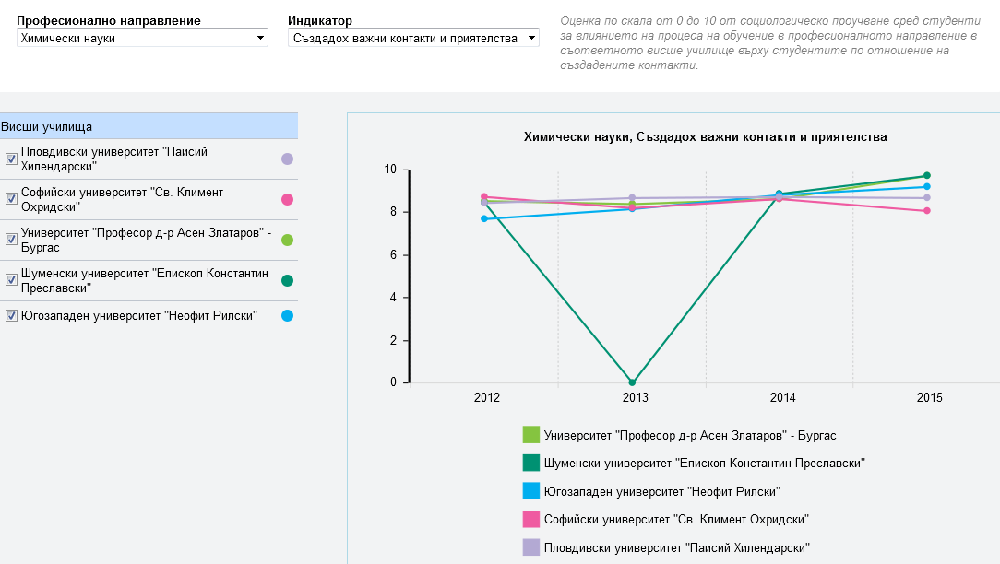 Професионално направление
Химически науки
Индикатор
Създадох важни контакти и приятелства
Оценка по скала от 0 до 10 от социологическо проучване сред студенти
за влиянието на процеса на обучение в професионалното направление в
съответното висше училище върху студентите по отношение на
създадените контакти.
Висши училища
Пловдивски университет "Паисий
Хилендарски"
Софийски университет "Св. Климент
Охридски"
Университет "Професор д-р Асен Златаров" -
Бургас
Шуменски университет "Епископ Константин
Преславски"
Югозападен университет "Неофит Рилски"
Химически науки, Създадох важни контакти и приятелства
10
8
6
4
2
0
2012 2013 2014 2015
Университет "Професор д-р Асен Златаров" - Бургас
Шуменски университет "Епископ Константин Преславски"
Югозападен университет "Неофит Рилски"
Софийски университет "Св. Климент Охридски"
Пловдивски университет "Паисий Хилендарски"